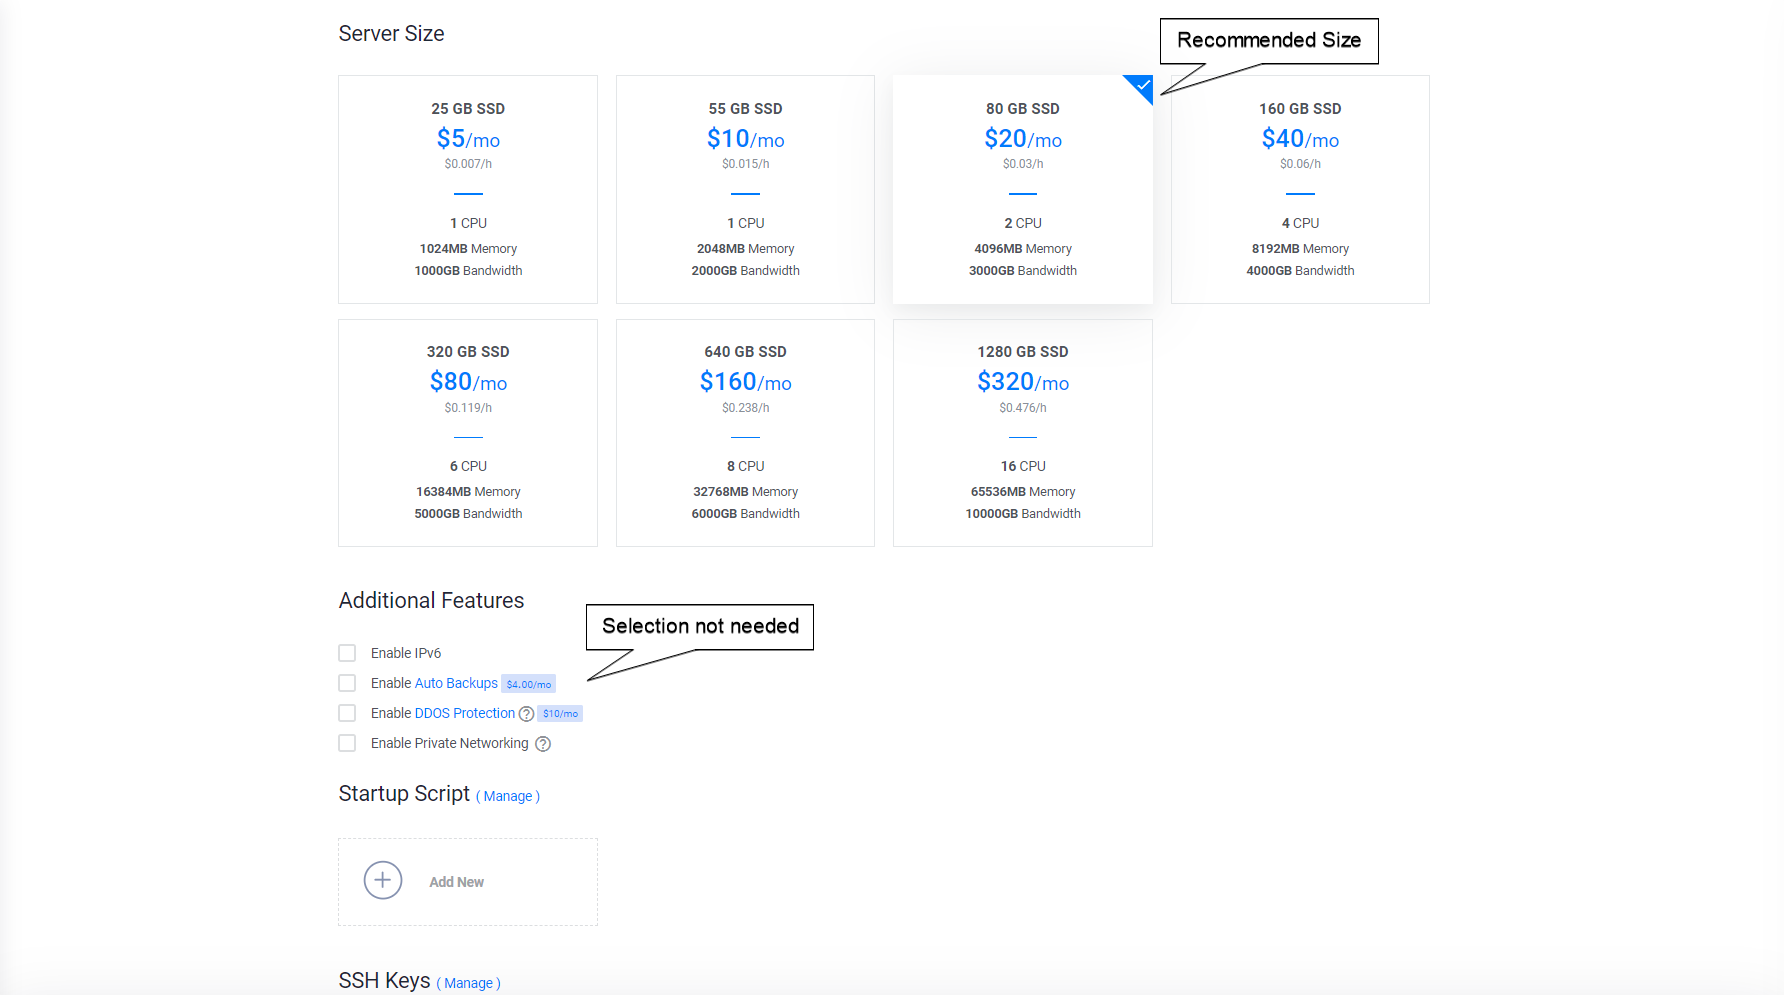 Server Size
Recommended Size
25 GB SSD
$5/mo
$0.007/h
1 CPU
1024MB Memory
1000GB Bandwidth
55 GB SSD
$10/mo
$0.015/h
1 CPU
2048MB Memory
2000GB Bandwidth
80 GB SSD
$20/mo
$0.03/h
2 CPU
4096MB Memory
3000GB Bandwidth
160 GB SSD
$40/mo
$0.06/h
4 CPU
8192MB Memory
4000GB Bandwidth
320 GB SSD
$80/mo
$0.119/h
6 CPU
16384MB Memory
5000GB Bandwidth
640 GB SSD
$160/mo
$0.238/h
8 CPU
32768MB Memory
6000GB Bandwidth
1280 GB SSD
$320/mo
$0.476/h
16 CPU
65536MB Memory
10000GB Bandwidth
Additional Features
Selection not needed
Enable IPv6
Enable Auto Backups $4.00/mo
Enable DDOS Protection ? $10/mo
Enable Private Networking ?
Startup Script ( Manage )
Add New
SSH Keys ( Manage )